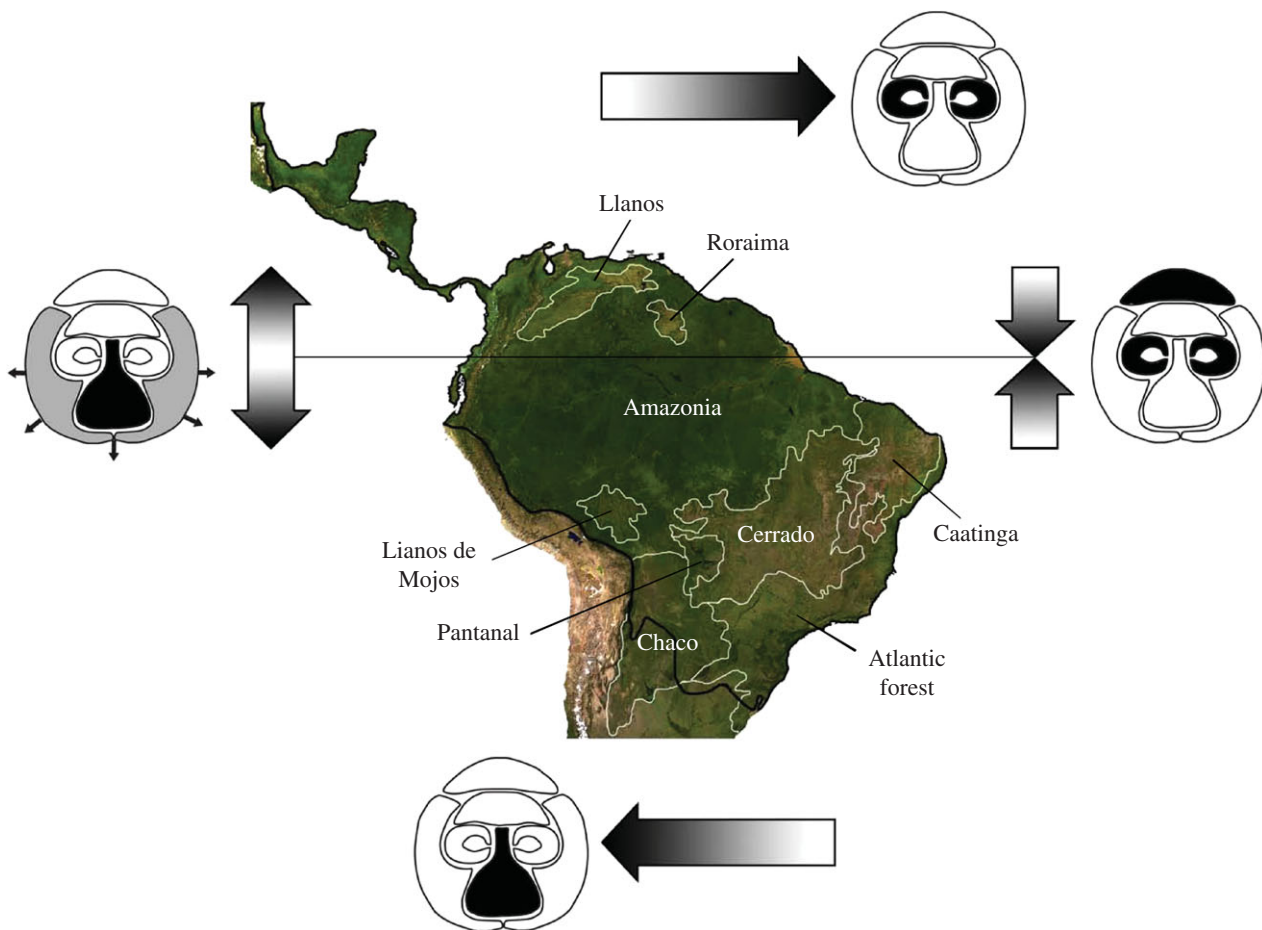 Llanos
Roraima
Amazonia
Cerrado
Caatinga
Lianos de
Mojos
Pantanal
Chaco
Atlantic
forest